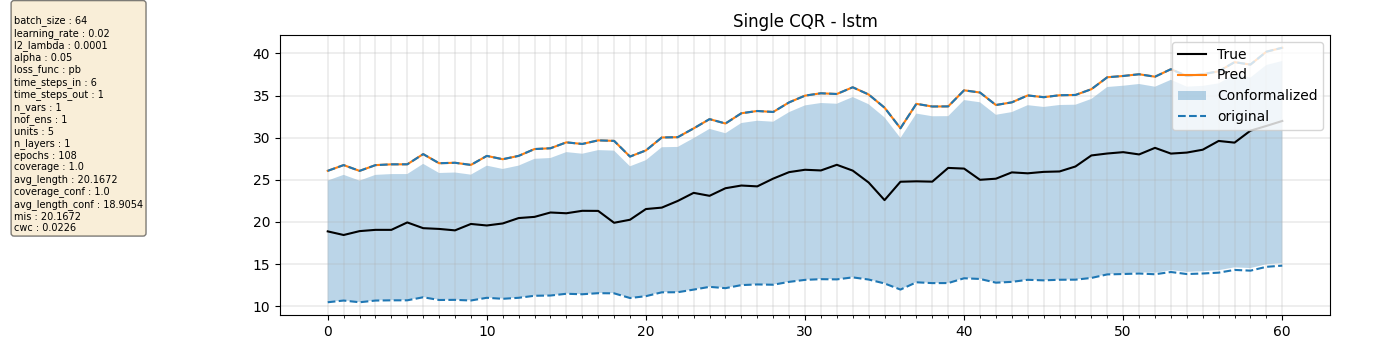 batch_size : 64
learning_rate : 0.02
l2_lambda : 0.0001
alpha : 0.05
loss_func : pb
time_steps_in : 6
time_steps_out : 1
n_vars : 1
nof_ens : 1
units : 5
n_layers : 1
epochs : 108
coverage : 1.0
avg_length : 20.1672
coverage_conf : 1.0
avg_length_conf : 18.9054
mis : 20.1672
cwc : 0.0226
Single CQR - lstm
40
35
30
25
20
15
10
True
Pred
Conformalized
original
0 10 20 30 40 50 60